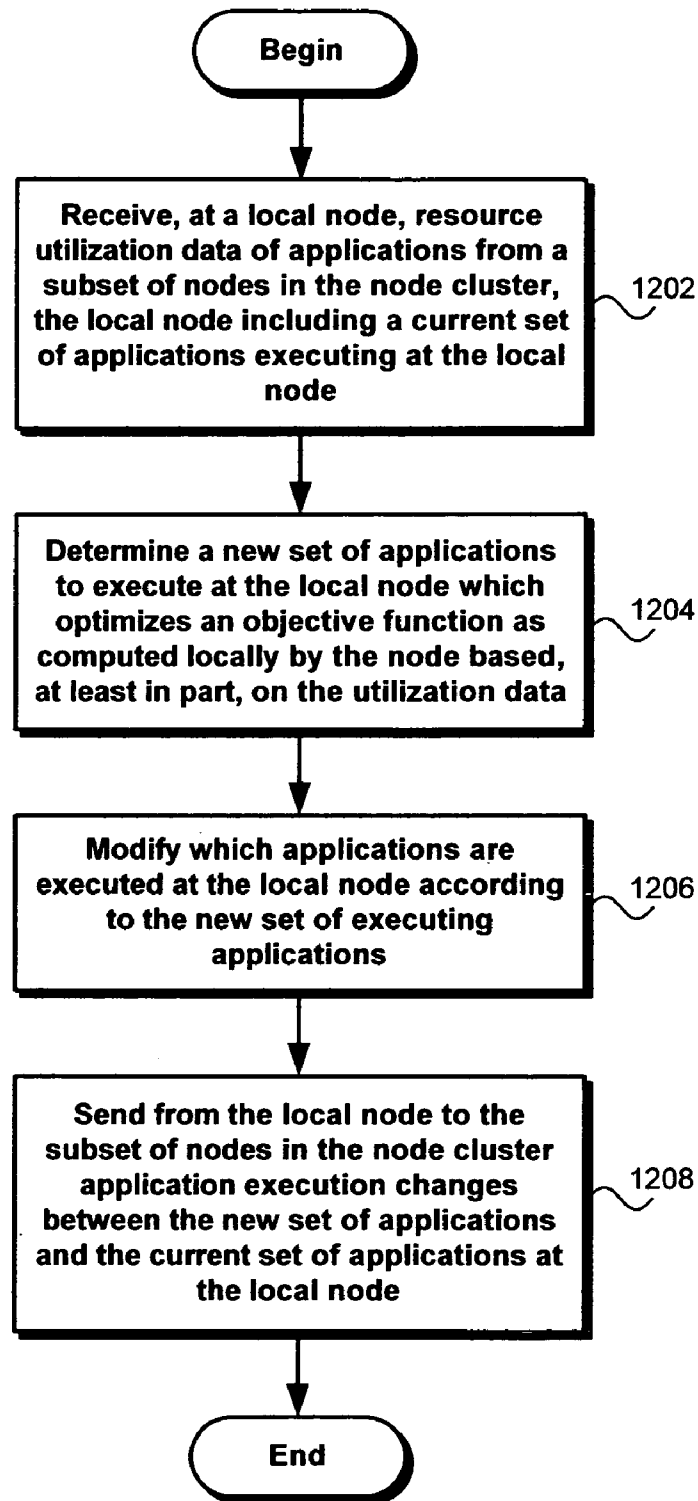 Begin
Receive, at a local node, resource
utilization data of applications from a
subset of nodes in the node cluster,
the local node including a current set
of applications executing at the local
node
1202
Determine a new set of applications
to execute at the local node which
optimizes an objective function as
computed locally by the node based,
at least in part, on the utilization data
1204
Modify which applications are
executed at the local node according
to the new set of executing
applications
1206
Send from the local node to the
subset of nodes in the node cluster
application execution changes
between the new set of applications
and the current set of applications at
the local node
1208
End